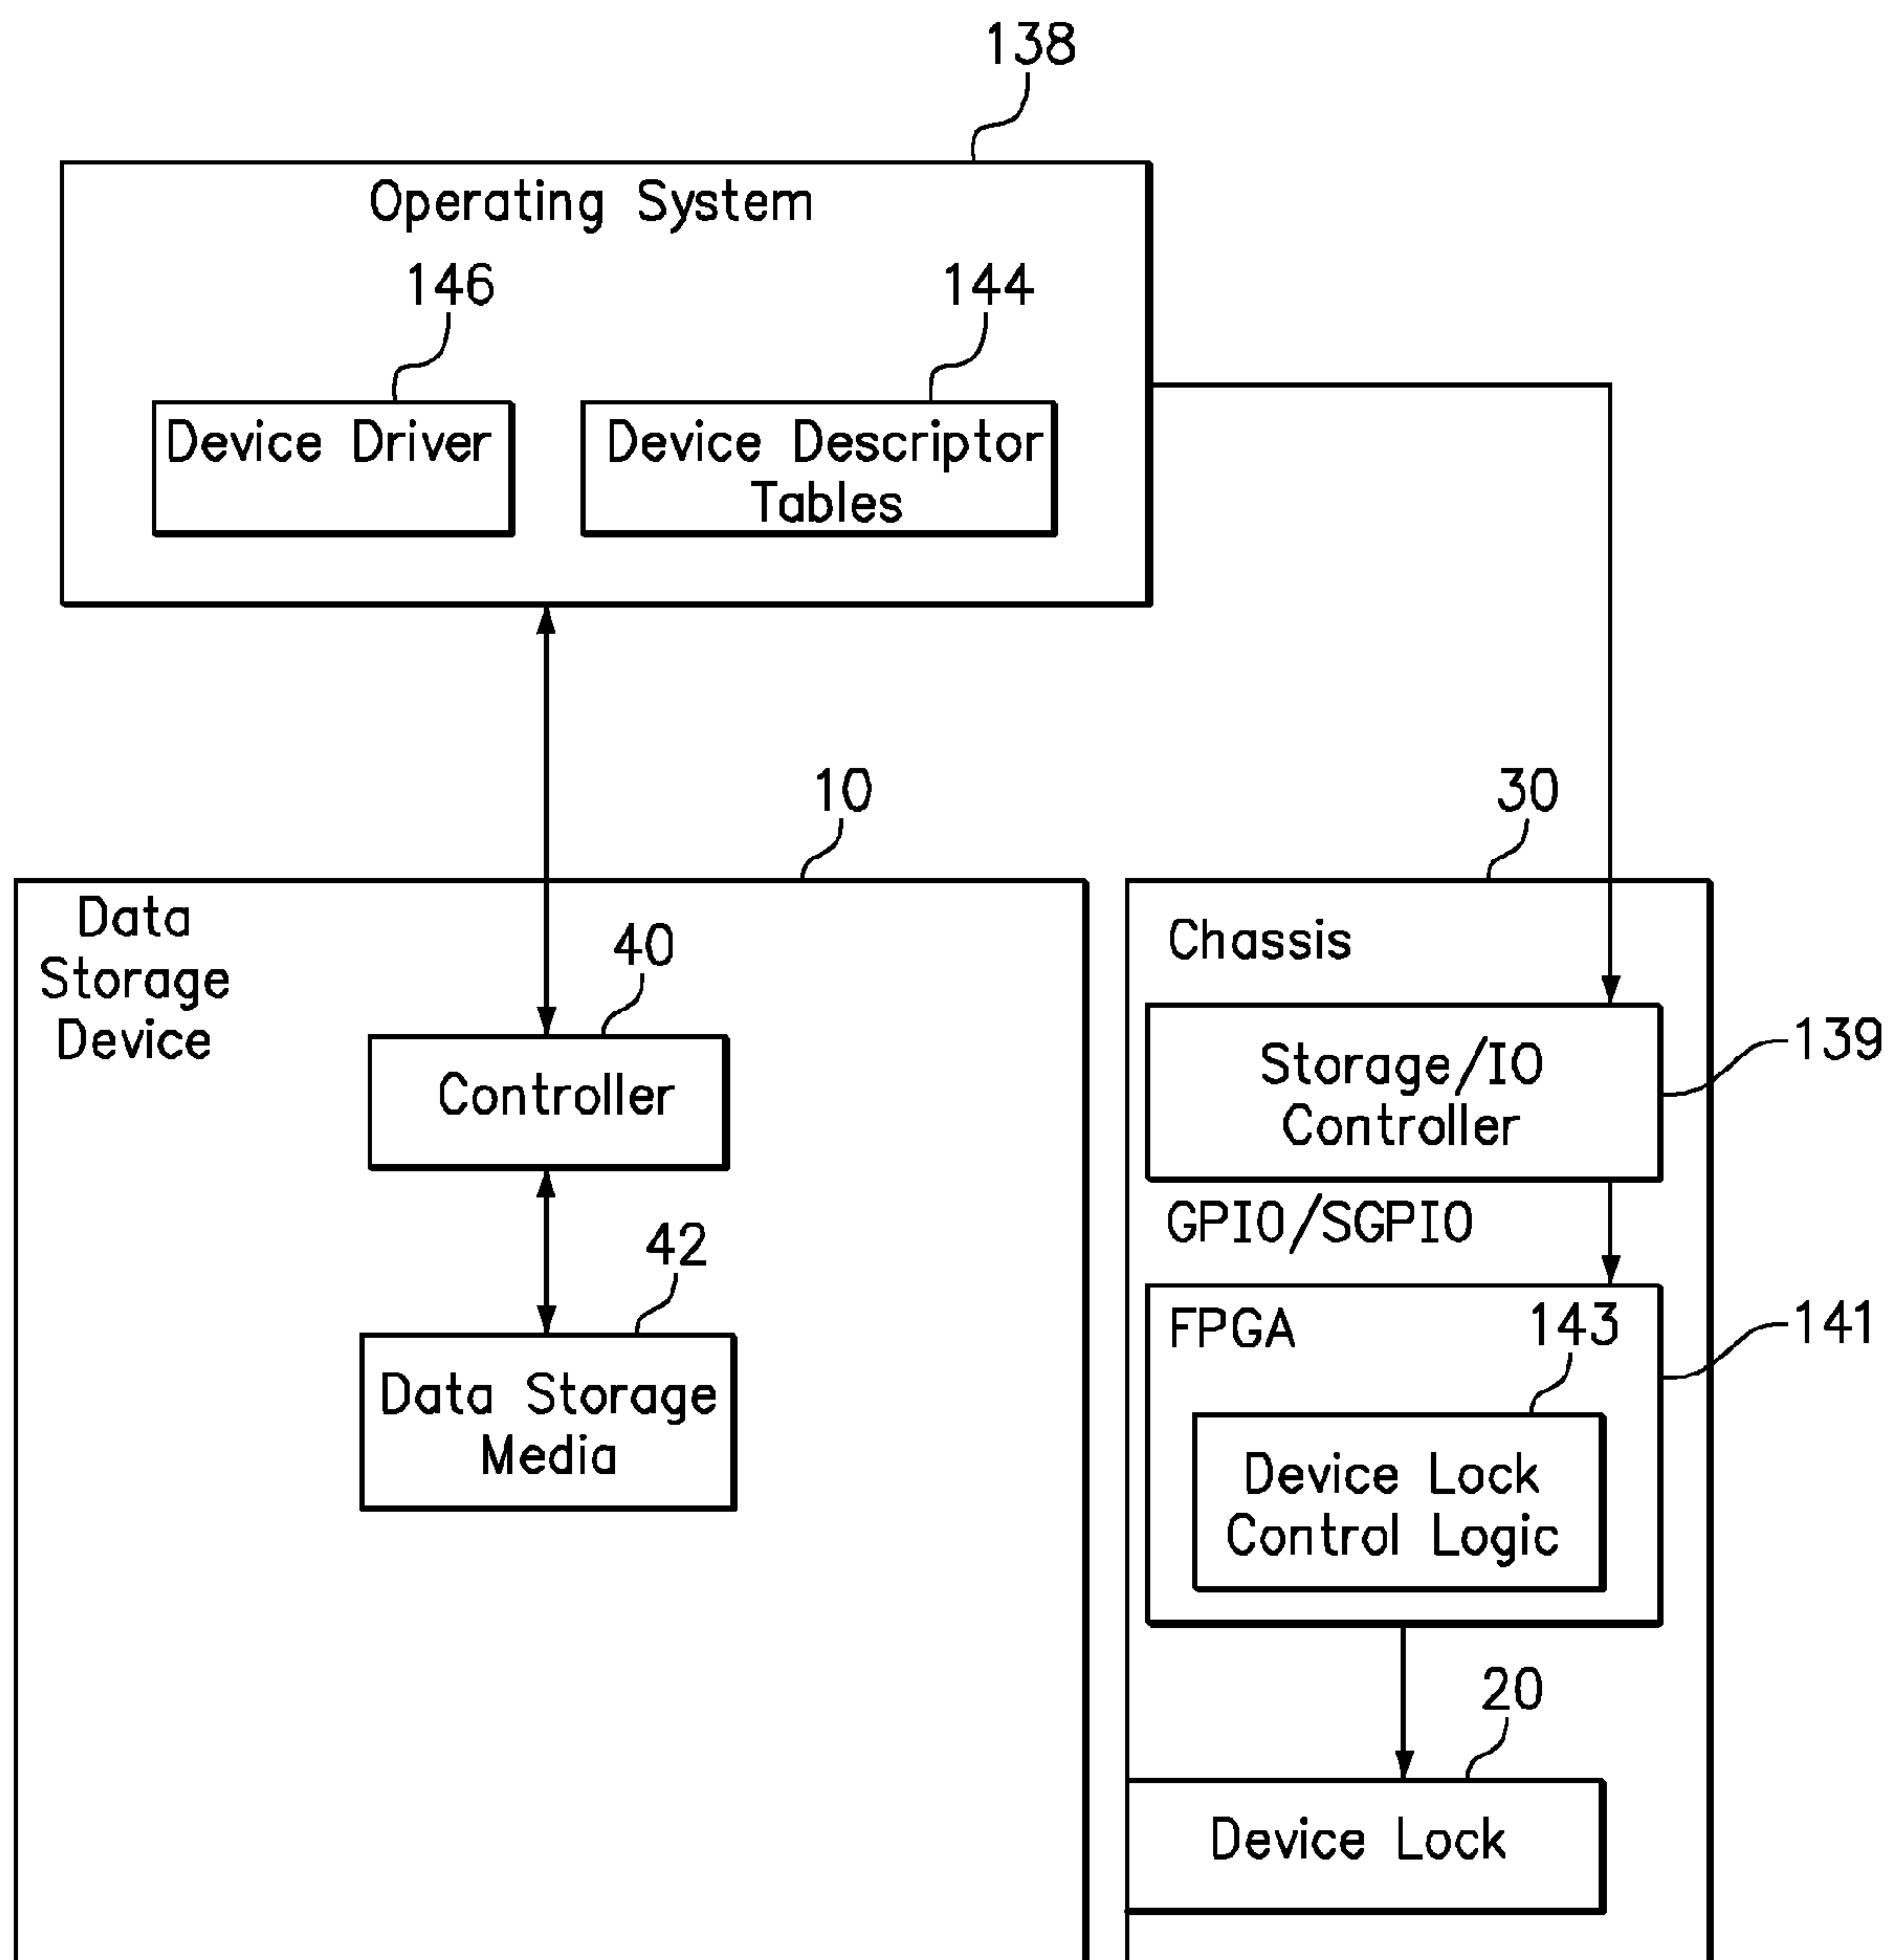 138
Operating System
146
144
Device Driver
Device Descriptor
Tables
10
30
Data
Storage
Device
Chassis
40
Controller
Storage/IO
Controller
139
GPIO/SGPIO
42
Data Storage
Media
FPGA
143
141
Device Lock
Control Logic
20
Device Lock